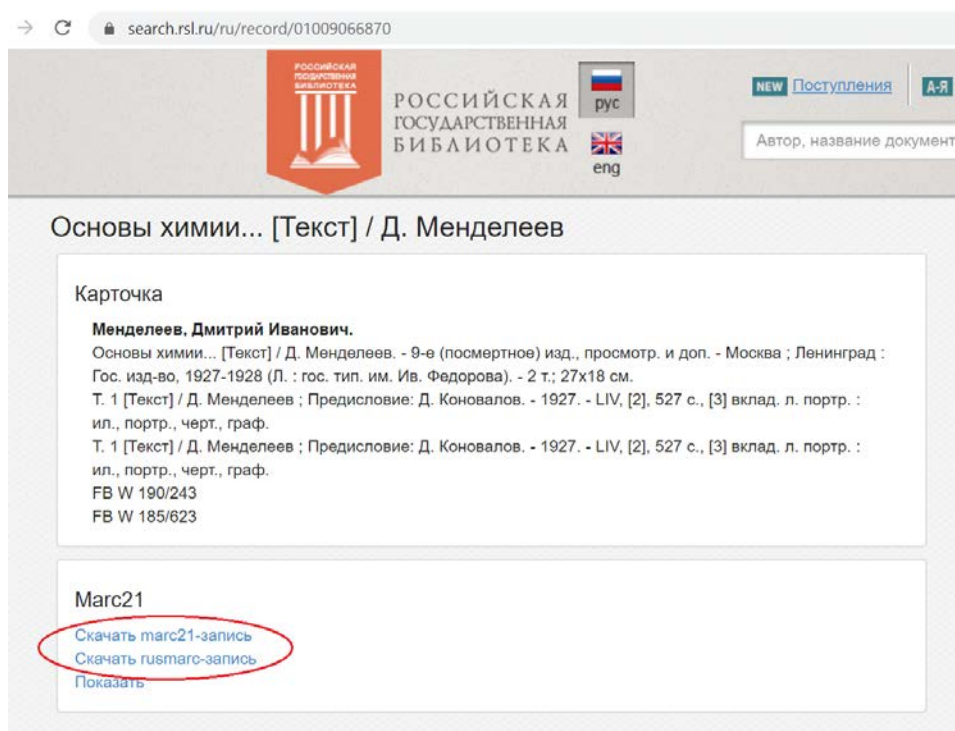 search.rsl.ru/ru/record/01009066870
РОССИЙСКАЯ
ГОСУДАРСТВЕННАЯ
БИБЛИОТЕКА
РОССИЙСКАЯ
ГОСУДАРСТВЕННАЯ
БИБЛИОТЕКА
рус
eng
NEW Поступления
А-Я
Автор, название документ
Основы химии... [Текст] / Д. Менделеев
Карточка
Менделеев, Дмитрий Иванович.
Основы химии... [Текст] / Д. Менделеев. - 9-е (посмертное) изд., просмотр. и доп. - Москва ; Ленинград :
Гос. изд-во, 1927-1928 (Л. : гос. тип. им. Ив. Федорова). - 2 т.; 27х18 см.
Т. 1 [Текст] / Д. Менделеев ; Предисловие: Д. Коновалов. - 1927. - LIV, [2], 527 с., [3] вклад. л. портр. :
ил., портр., черт., граф.
Т. 1 [Текст] / Д. Менделеев ; Предисловие: Д. Коновалов. - 1927. - LIV, [2], 527 с., [3] вклад. л. портр. :
ил., портр., черт., граф.
FB W 190/243
FB W 185/623
Marc21
Скачать marc21-запись
Скачать rusmarc-запись
Показать